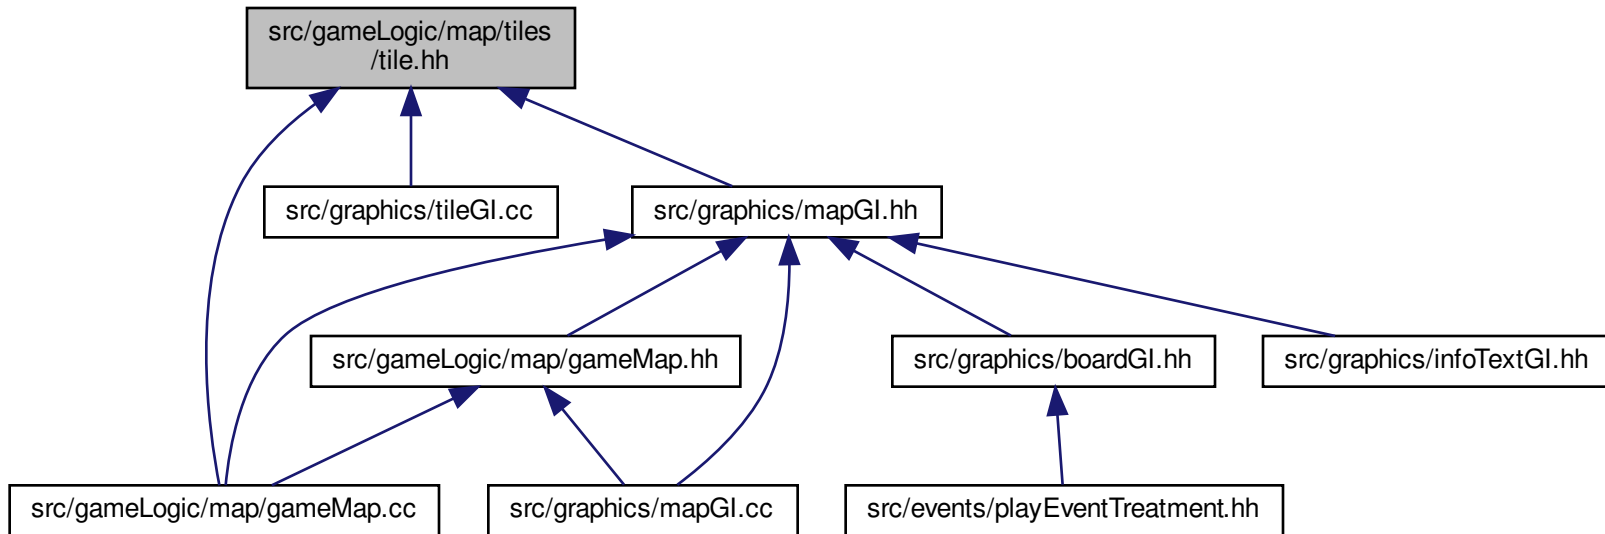 src/gameLogic/map/tiles
/tile.hh
src/graphics/tileGI.cc
src/graphics/mapGI.hh
src/gameLogic/map/gameMap.hh
src/graphics/boardGI.hh
src/graphics/infoTextGI.hh
src/gameLogic/map/gameMap.cc
src/graphics/mapGI.cc
src/events/playEventTreatment.hh